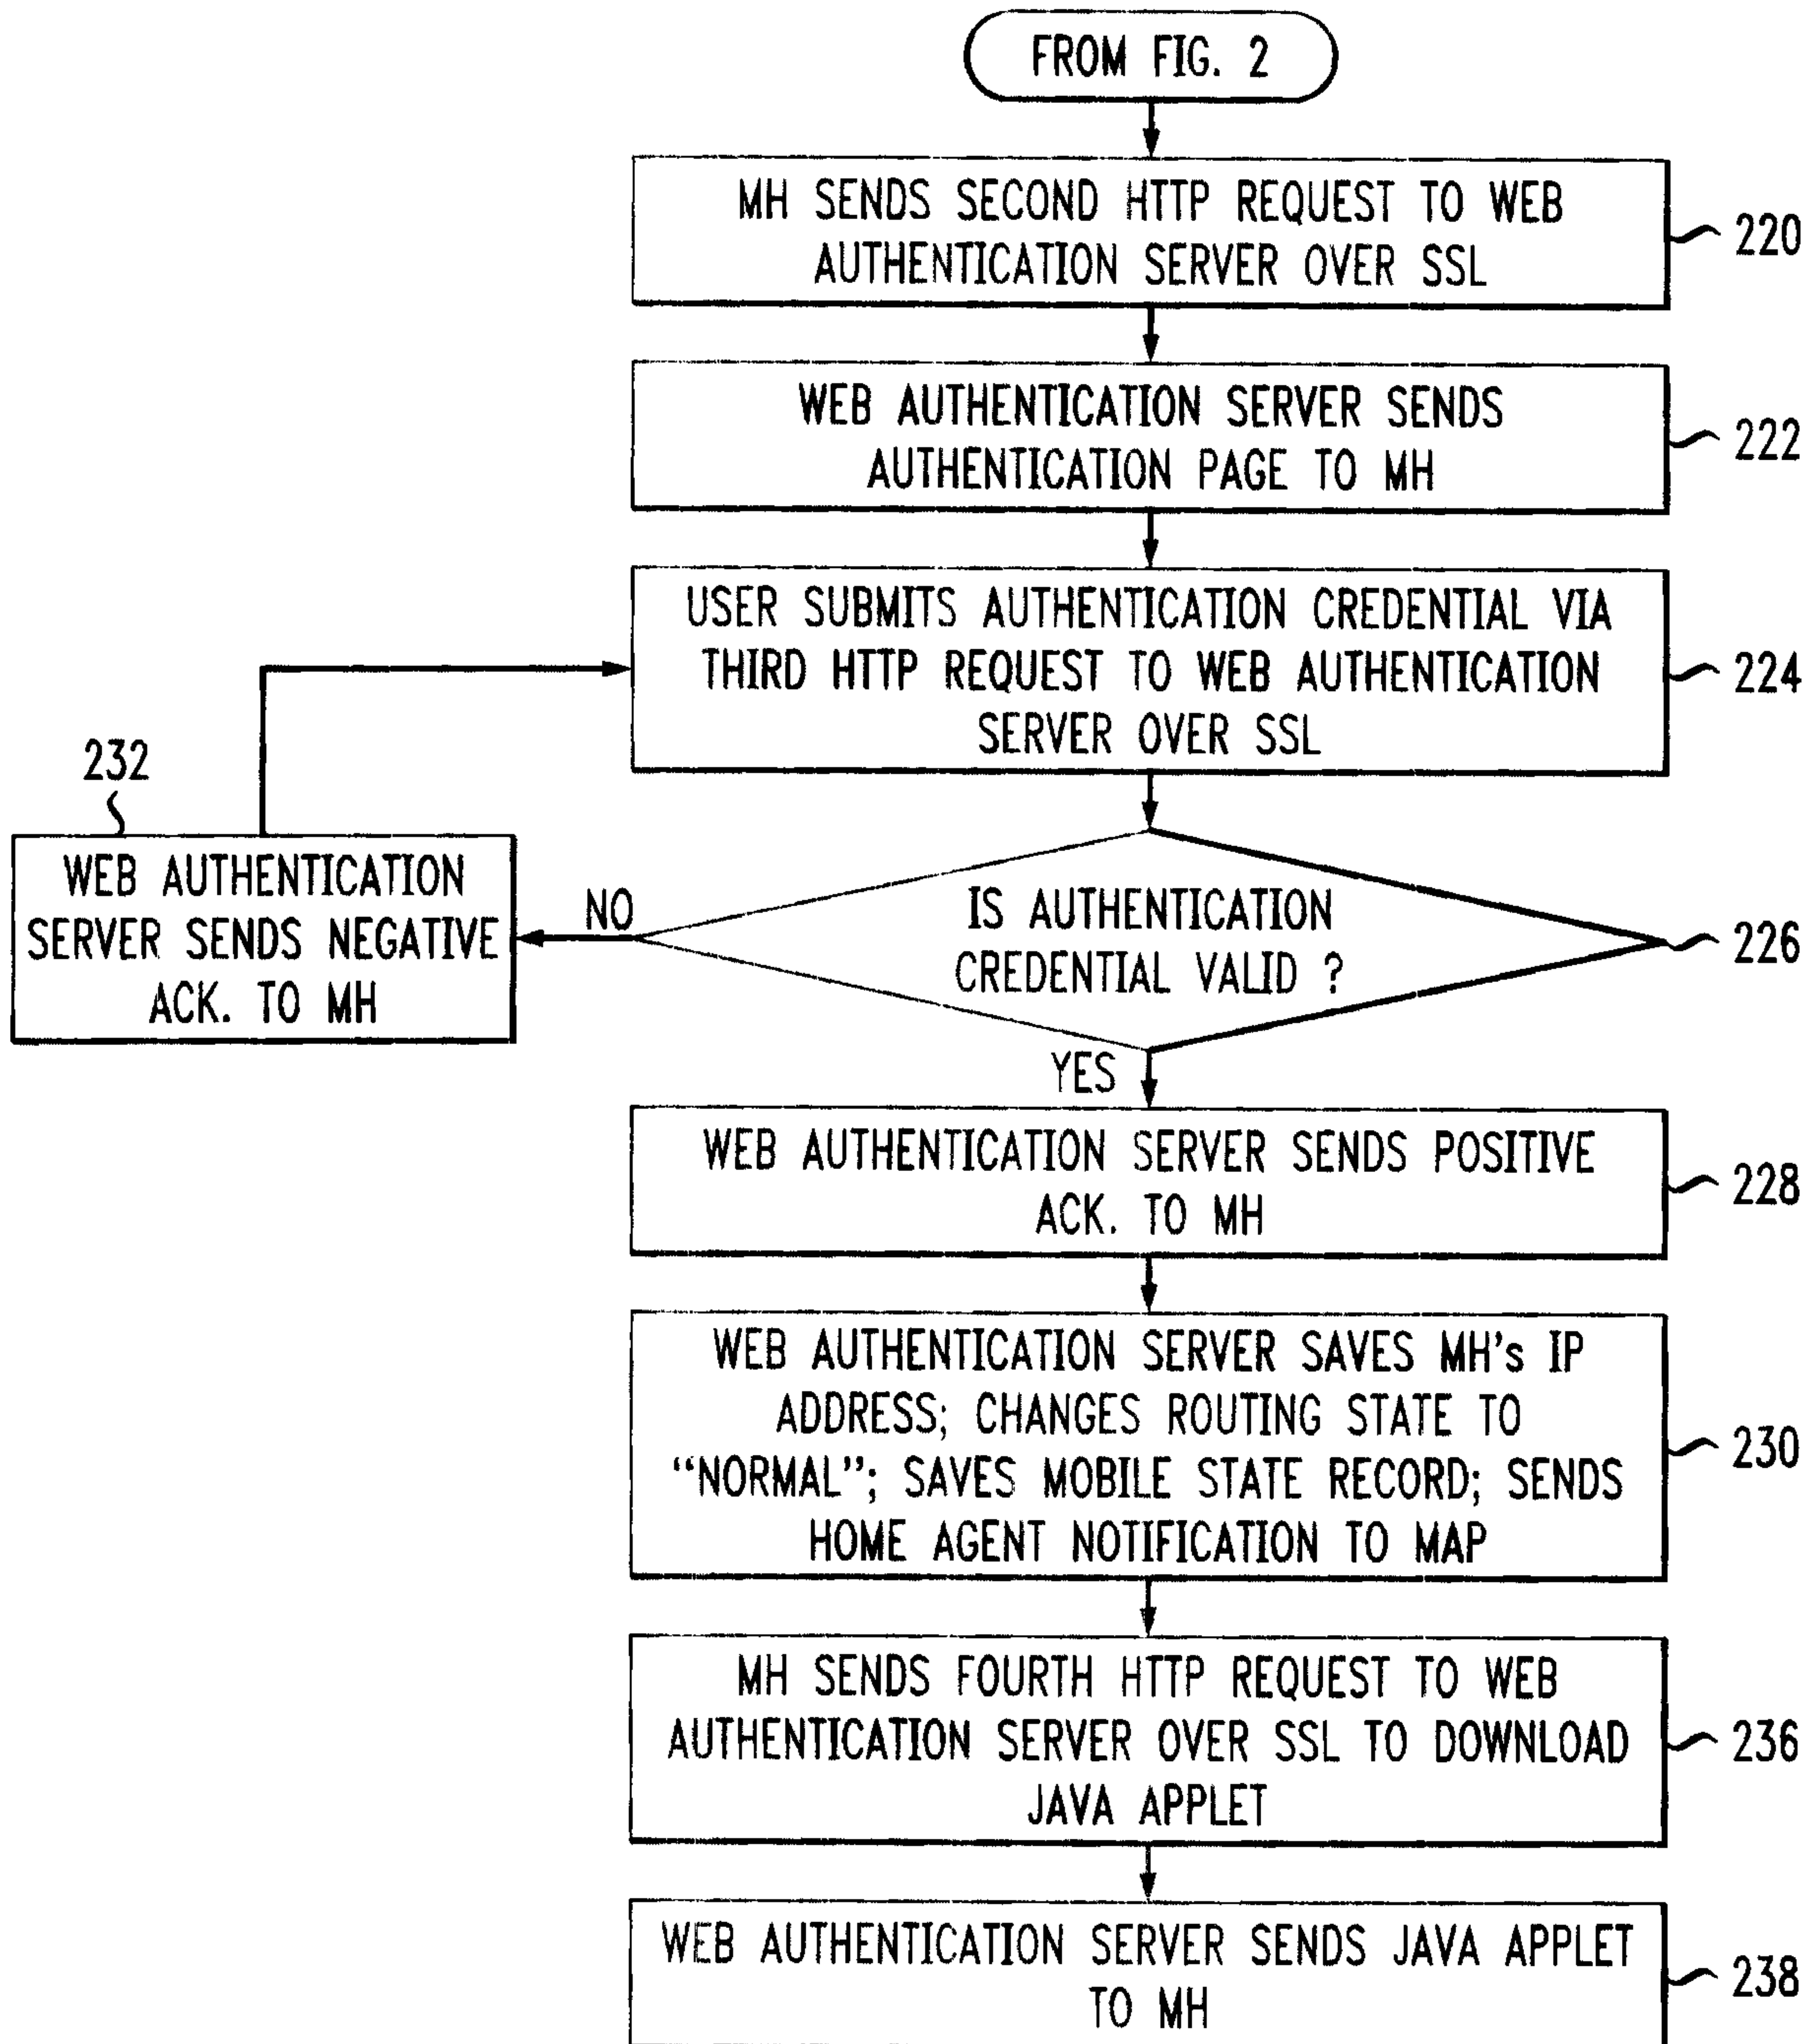 FROM FIG. 2
MH SENDS SECOND HTTP REQUEST TO WEB
AUTHENTICATION SERVER OVER SSL
220
WEB AUTHENTICATION SERVER SENDS
AUTHENTICATION PAGE TO MH
222
USER SUBMITS AUTHENTICATION CREDENTIAL VIA
THIRD HTTP REQUEST TO WEB AUTHENTICATION
SERVER OVER SSL
224
232
WEB AUTHENTICATION
SERVER SENDS NEGATIVE
ACK. TO MH
NO
IS AUTHENTICATION
CREDENTIAL VALID ?
226
YES
WEB AUTHENTICATION SERVER SENDS POSITIVE
ACK. TO MH
228
WEB AUTHENTICATION SERVER SAVES MH's IP
ADDRESS; CHANGES ROUTING STATE TO
“NORMAL”; SAVES MOBILE STATE RECORD; SENDS
HOME AGENT NOTIFICATION TO MAP
230
MH SENDS FOURTH HTTP REQUEST TO WEB
AUTHENTICATION SERVER OVER SSL TO DOWNLOAD
JAVA APPLET
236
WEB AUTHENTICATION SERVER SENDS JAVA APPLET
TO MH
238